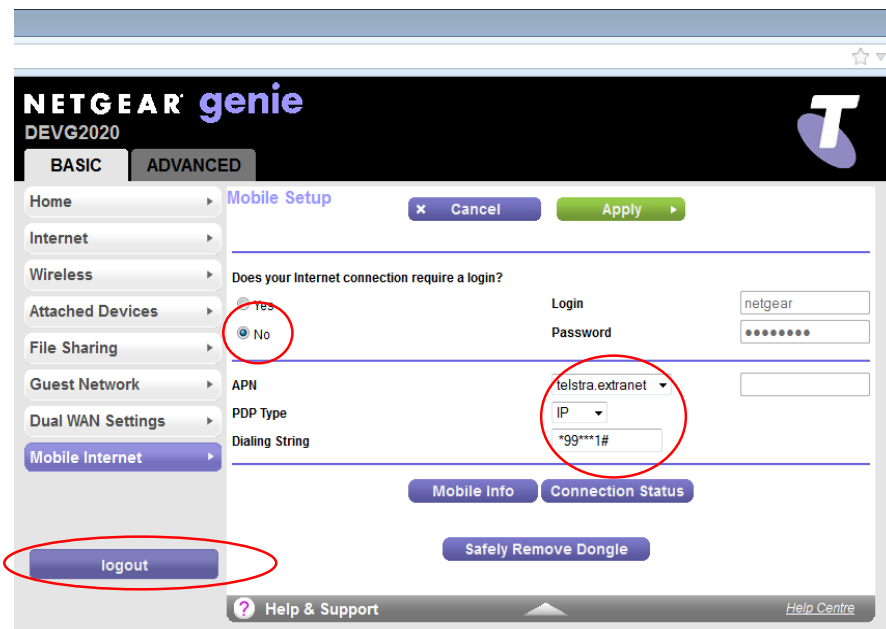 NETGEAR genie
DEVG2020
BASIC ADVANCED
Home
Internet
Wireless
Attached Devices
File Sharing
Guest Network
Dual WAN Settings
Mobile Internet
logout
Mobile Setup
× Cancel Apply
Does your Internet connection require a login?
Yes Login netgear
No Password ••••••••
APN telstra.extranet
PDP Type IP
Dialing String *99***1#
Mobile Info Connection Status
Safely Remove Dongle
? Help & Support Help Centre